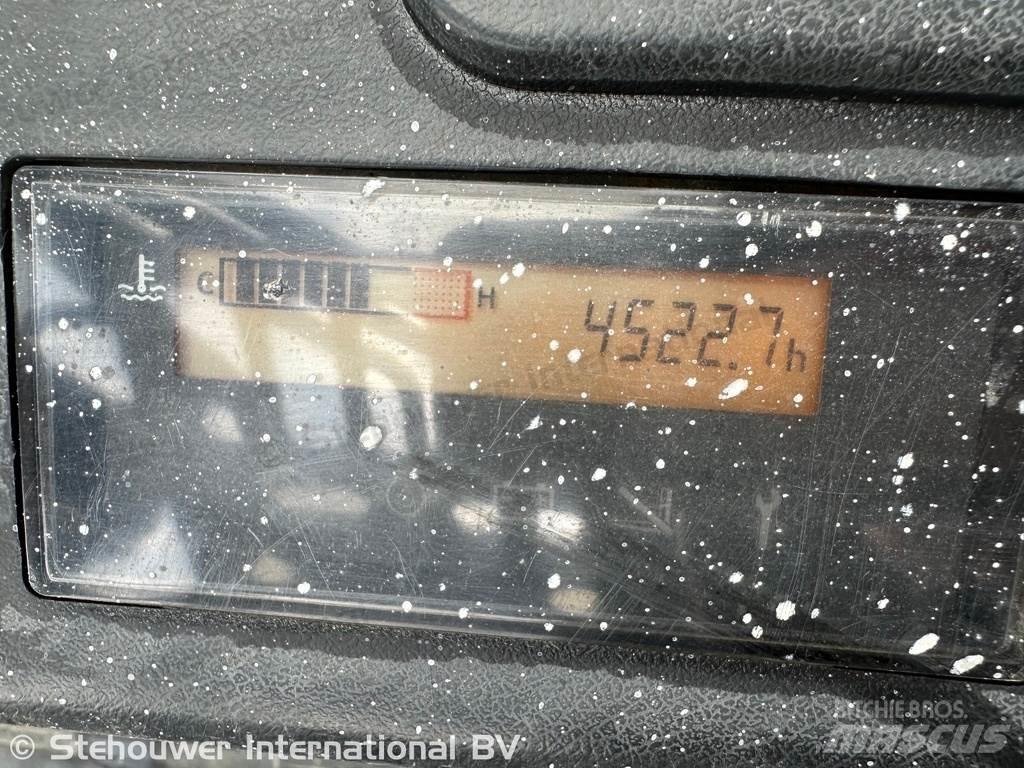 C H
4522.7h
© Stehouwer International BV
RITCHIE BROS.
mascus